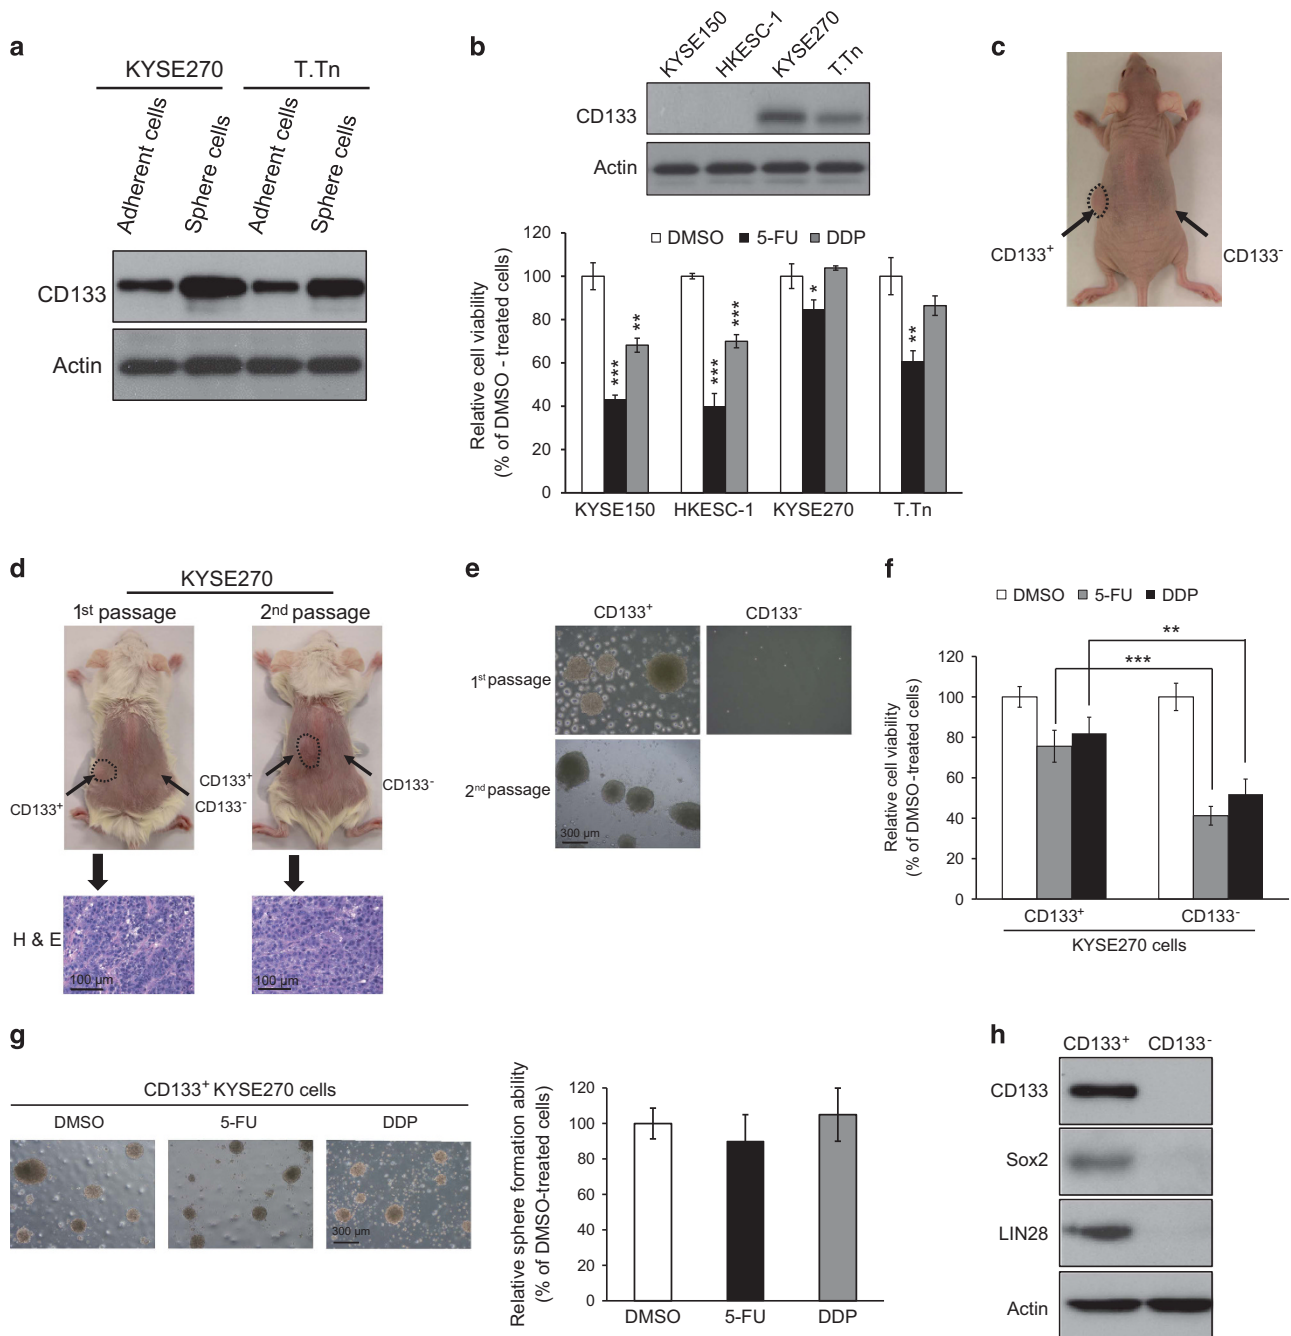 a
KYSE270 T.Tn
Adherent cells
Sphere cells
Adherent cells
Sphere cells
CD133
Actin
b
KYSE150
HKESC-1
KYSE270
T.Tn
CD133
Actin
DMSO 5-FU DDP
Relative cell viability
(% of DMSO - treated cells)
120
100
80
60
40
20
0
***
**
***
***
*
**
KYSE150 HKESC-1 KYSE270 T.Tn
c
CD133+
CD133-
d
KYSE270
1st passage 2nd passage
CD133+
CD133-
CD133+
CD133-
H & E
100 µm
100 µm
e
CD133+ CD133-
1st passage
2nd passage
300 µm
f
DMSO 5-FU DDP
Relative cell viability
(% of DMSO -treated cells)
120
100
80
60
40
20
0
**
***
CD133+ CD133-
KYSE270 cells
g
CD133+ KYSE270 cells
DMSO 5-FU DDP
300 µm
Relative sphere formation ability
(% of DMSO-treated cells)
120
100
80
60
40
20
0
DMSO 5-FU DDP
h
CD133+ CD133-
CD133
Sox2
LIN28
Actin